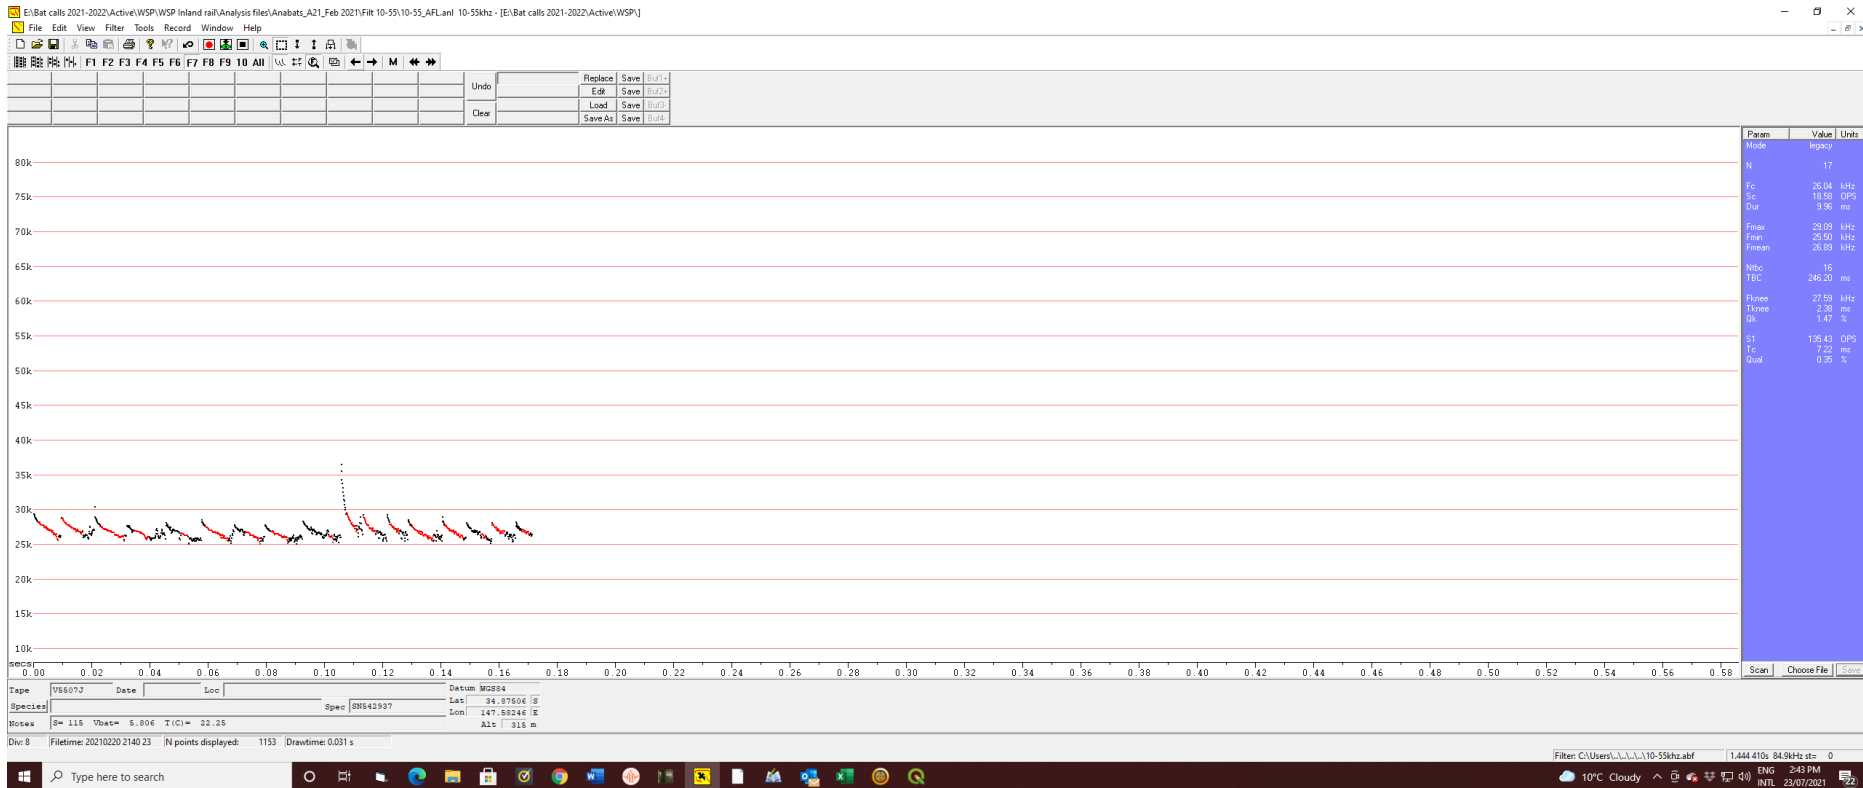 E:\Bat calls 2021-2022\Active\WSP\WSP Inland rail\Analysis files\Anabats_A21_Feb 2021\Filt 10-55\10-55_AFL.anl 10-55khz - [E:\Bat calls 2021-2022\Active\WSP\]
File Edit View Filter Tools Record Window Help
F1 F2 F3 F4 F5 F6 F7 F8 F9 10 All M
Undo Replace Save Buf1+
Edit Save Buf2+
Clear Load Save Buf3-
Save As Save Buf4-
Param Value Units
Mode legacy
N 17
Fc 26.04 kHz
Sc 18.58 OPS
Dur 9.96 ms
Fmax 29.09 kHz
Fmin 25.50 kHz
Fmean 26.89 kHz
Ntbc 16
TBC 246.20 ms
Fknee 27.59 kHz
Tknee 2.38 ms
Qk 1.47 %
S1 135.43 OPS
Tc 7.22 ms
Qual 0.35 %
80k
75k
70k
65k
60k
55k
50k
45k
40k
35k
30k
25k
20k
15k
10k
secs
0.00 0.02 0.04 0.06 0.08 0.10 0.12 0.14 0.16 0.18 0.20 0.22 0.24 0.26 0.28 0.30 0.32 0.34 0.36 0.38 0.40 0.42 0.44 0.46 0.48 0.50 0.52 0.54 0.56 0.58
Scan Choose File Save
Tape V5507J Date Loc Datum WGS84
Species Spec SN542937 Lat 34.87506 S
Lon 147.58246 E
Notes S= 115 Vbat= 5.806 T(C)= 22.25 Alt 315 m
Div: 8 Filetime: 20210220 2140 23 N points displayed: 1153 Drawtime: 0.031 s
Filter: C:\Users\..\..\..\..\10-55khz.abf 1.444 410s 84.9kHz st= 0
Type here to search
10°C Cloudy ENG INTL 2:43 PM 23/07/2021 22